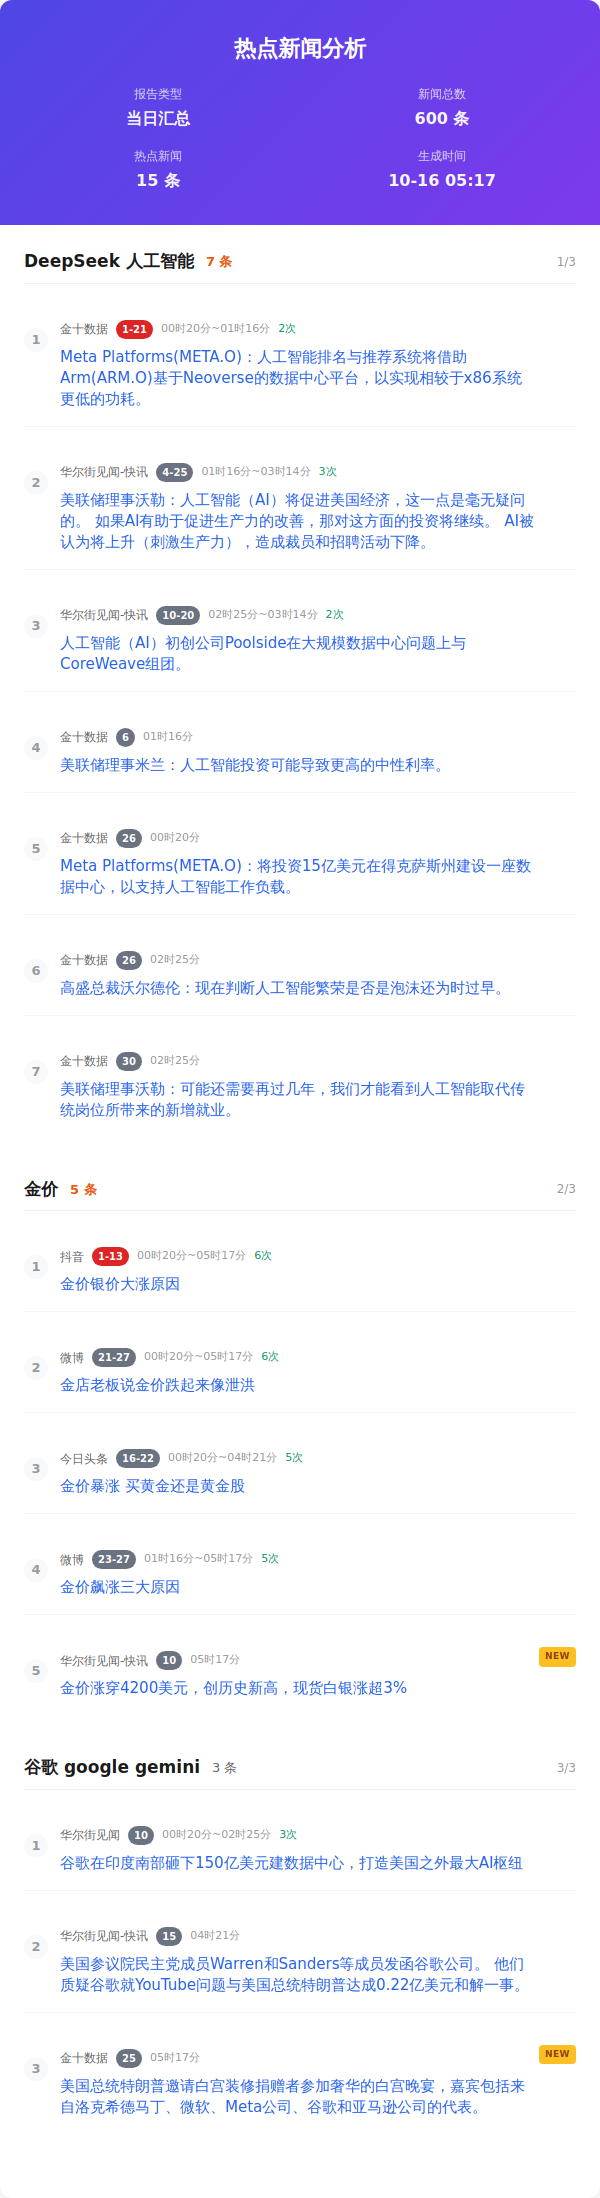 热点新闻分析
报告类型
新闻总数
当日汇总
600 条
热点新闻
生成时间
15 条
10-16 05:17
DeepSeek 人工智能 7 条 1/3
1 金十数据 1-21 00时20分~01时16分 2次
Meta Platforms(META.O)：人工智能排名与推荐系统将借助
Arm(ARM.O)基于Neoverse的数据中心平台，以实现相较于x86系统
更低的功耗。
2 华尔街见闻-快讯 4-25 01时16分~03时14分 3次
美联储理事沃勒：人工智能（AI）将促进美国经济，这一点是毫无疑问
的。 如果AI有助于促进生产力的改善，那对这方面的投资将继续。 AI被
认为将上升（刺激生产力），造成裁员和招聘活动下降。
3 华尔街见闻-快讯 10-20 02时25分~03时14分 2次
人工智能（AI）初创公司Poolside在大规模数据中心问题上与
CoreWeave组团。
4 金十数据 6 01时16分
美联储理事米兰：人工智能投资可能导致更高的中性利率。
5 金十数据 26 00时20分
Meta Platforms(META.O)：将投资15亿美元在得克萨斯州建设一座数
据中心，以支持人工智能工作负载。
6 金十数据 26 02时25分
高盛总裁沃尔德伦：现在判断人工智能繁荣是否是泡沫还为时过早。
7 金十数据 30 02时25分
美联储理事沃勒：可能还需要再过几年，我们才能看到人工智能取代传
统岗位所带来的新增就业。
金价 5 条 2/3
1 抖音 1-13 00时20分~05时17分 6次
金价银价大涨原因
2 微博 21-27 00时20分~05时17分 6次
金店老板说金价跌起来像泄洪
3 今日头条 16-22 00时20分~04时21分 5次
金价暴涨 买黄金还是黄金股
4 微博 23-27 01时16分~05时17分 5次
金价飙涨三大原因
5 华尔街见闻-快讯 10 05时17分 NEW
金价涨穿4200美元，创历史新高，现货白银涨超3%
谷歌 google gemini 3 条 3/3
1 华尔街见闻 10 00时20分~02时25分 3次
谷歌在印度南部砸下150亿美元建数据中心，打造美国之外最大AI枢纽
2 华尔街见闻-快讯 15 04时21分
美国参议院民主党成员Warren和Sanders等成员发函谷歌公司。 他们
质疑谷歌就YouTube问题与美国总统特朗普达成0.22亿美元和解一事。
3 金十数据 25 05时17分 NEW
美国总统特朗普邀请白宫装修捐赠者参加奢华的白宫晚宴，嘉宾包括来
自洛克希德马丁、微软、Meta公司、谷歌和亚马逊公司的代表。